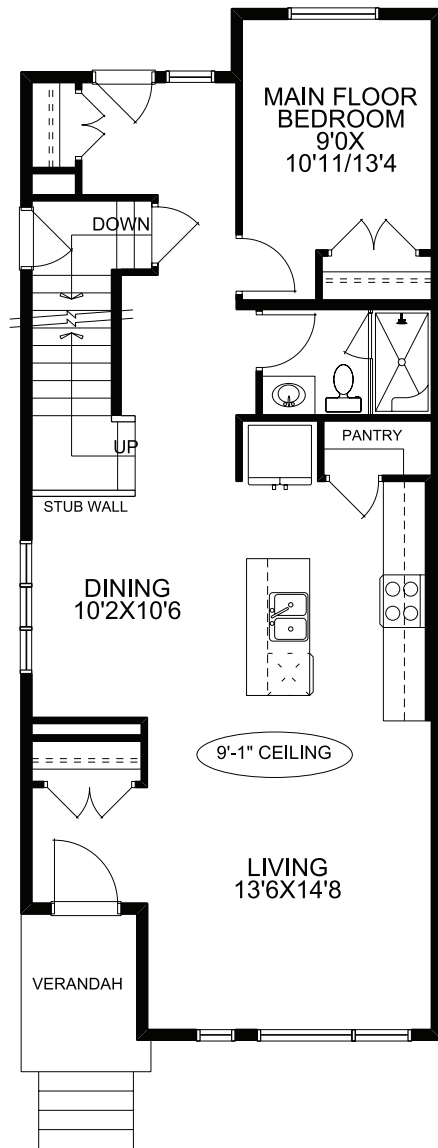 MAIN FLOOR
BEDROOM
9'0X
10'11/13'4
DOWN
UP
PANTRY
STUB WALL
DINING
10'2X10'6
9'-1" CEILING
LIVING
13'6X14'8
VERANDAH